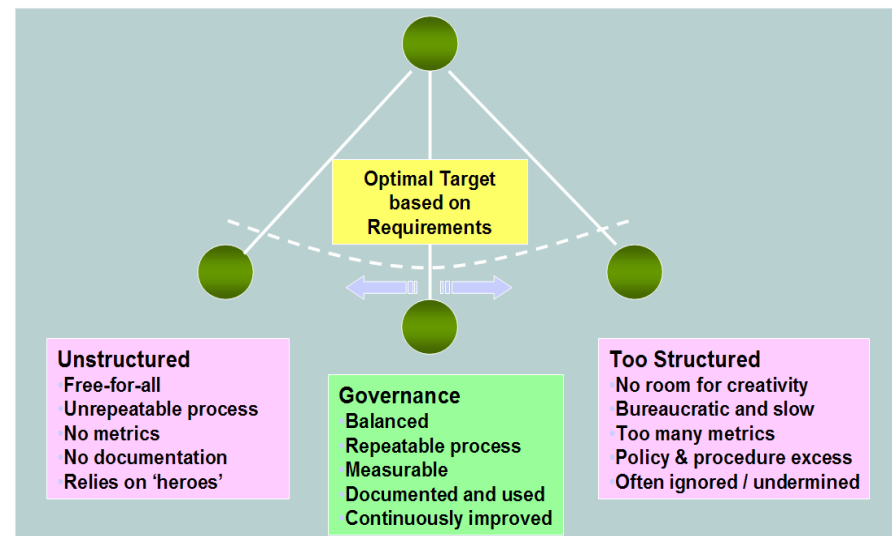 Optimal Target
based on
Requirements
Unstructured
Free-for-all
Unrepeatable process
No metrics
No documentation
Relies on ‘heroes’
Governance
Balanced
Repeatable process
Measurable
Documented and used
Continuously improved
Too Structured
No room for creativity
Bureaucratic and slow
Too many metrics
Policy & procedure excess
Often ignored / undermined